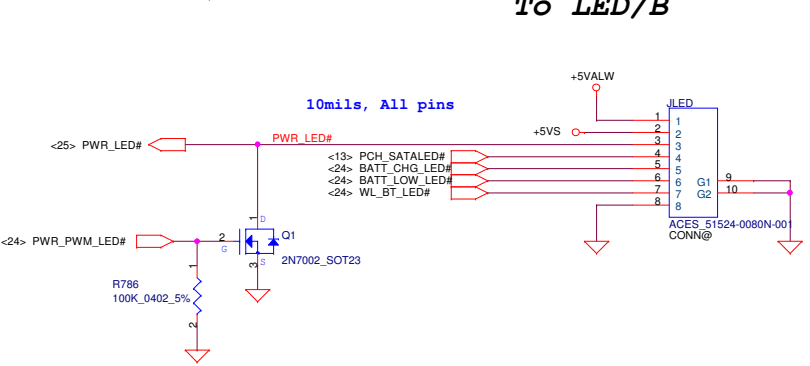 To LED/B
+5VALW
10mils, All pins
JLED
+5VS
<25> PWR_LED#
PWR_LED#
1 1
2 2
3 3
<13> PCH_SATALED# 4 4
<24> BATT_CHG_LED# 5 5
<24> BATT_LOW_LED# 6 6 G1 9
<24> WL_BT_LED# 7 7 G2 10
8 8
1 D
ACES_51524-0080N-001
CONN@
<24> PWR_PWM_LED# 2 G Q1
3 S 2N7002_SOT23
1
R786
100K_0402_5%
2